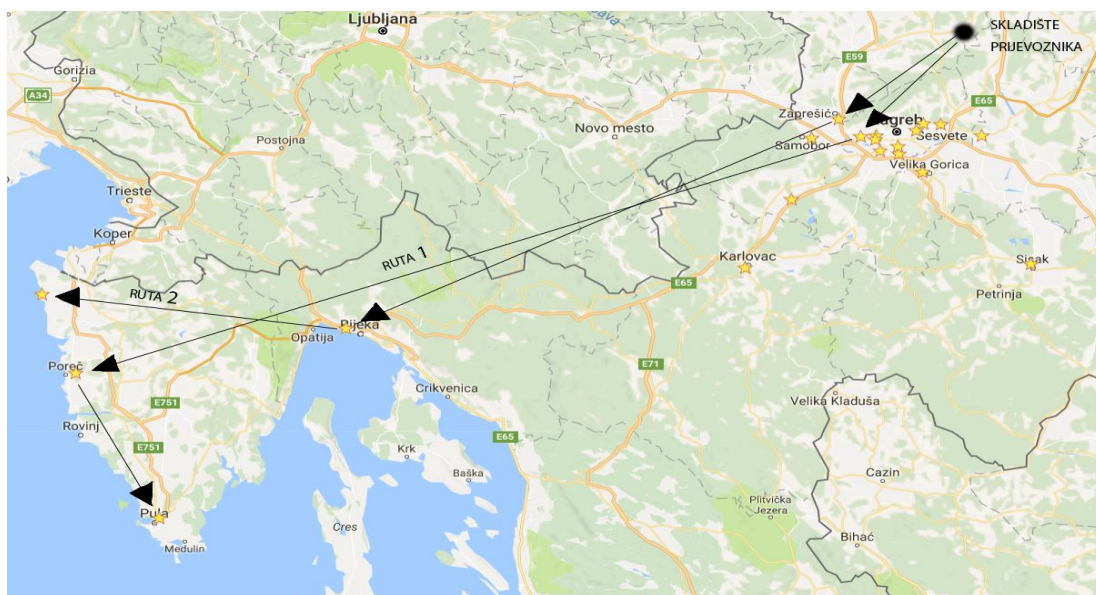 Ljubljana
SKLADIŠTE
PRIJEVOZNIKA
E59
Gorizia
A34
Zaprešić
E65
Postojna
Novo mesto
Samobor
Sesvete
Velika Gorica
Trieste
Koper
RUTA 1
Karlovac
E65
Sisak
Petrinja
RUTA 2
Opatija
Rijeka
Poreč
E71
Crikvenica
E751
Velika Kladuša
Rovinj
E751
E65
Krk
Baška
Cazin
Plitvička
Jezera
Pula
Cres
Bihać
Medulin